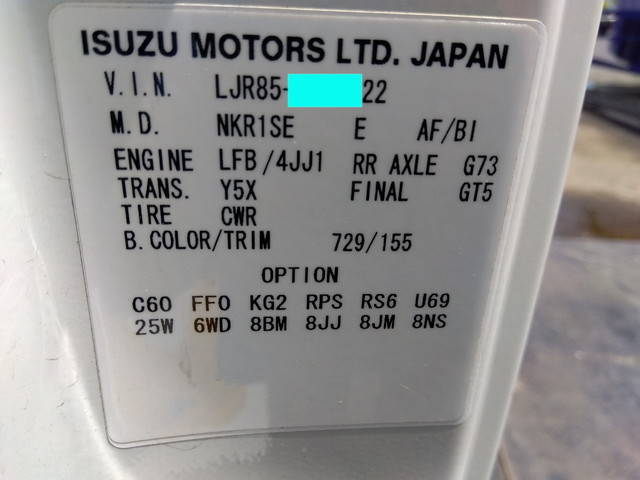 ISUZU MOTORS LTD. JAPAN
V.I.N. LJR85- 22
M.D. NKR1SE E AF/BI
ENGINE LFB/4JJ1 RR AXLE G73
TRANS. Y5X FINAL GT5
TIRE CWR
B.COLOR/TRIM 729/155
OPTION
C60 FF0 KG2 RPS RS6 U69
25W 6WD 8BM 8JJ 8JM 8NS